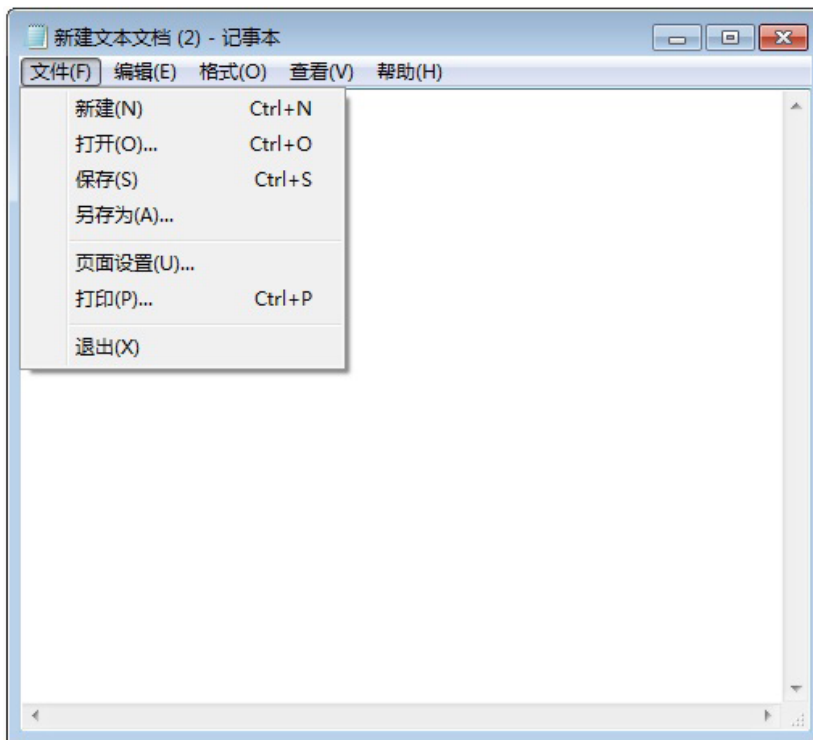 新建文本文档 (2) - 记事本
文件(F) 编辑(E) 格式(O) 查看(V) 帮助(H)
新建(N) Ctrl+N
打开(O)... Ctrl+O
保存(S) Ctrl+S
另存为(A)...
页面设置(U)...
打印(P)... Ctrl+P
退出(X)